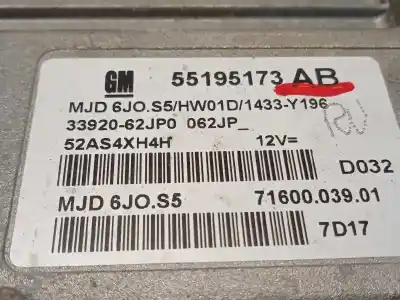 GM 55195173 AB
MJD 6JO.S5/HW01D/1433-Y196
33920-62JP0 062JP_
52AS4XH4H 12V=
D032
MJD 6JO.S5 71600.039.01
7D17